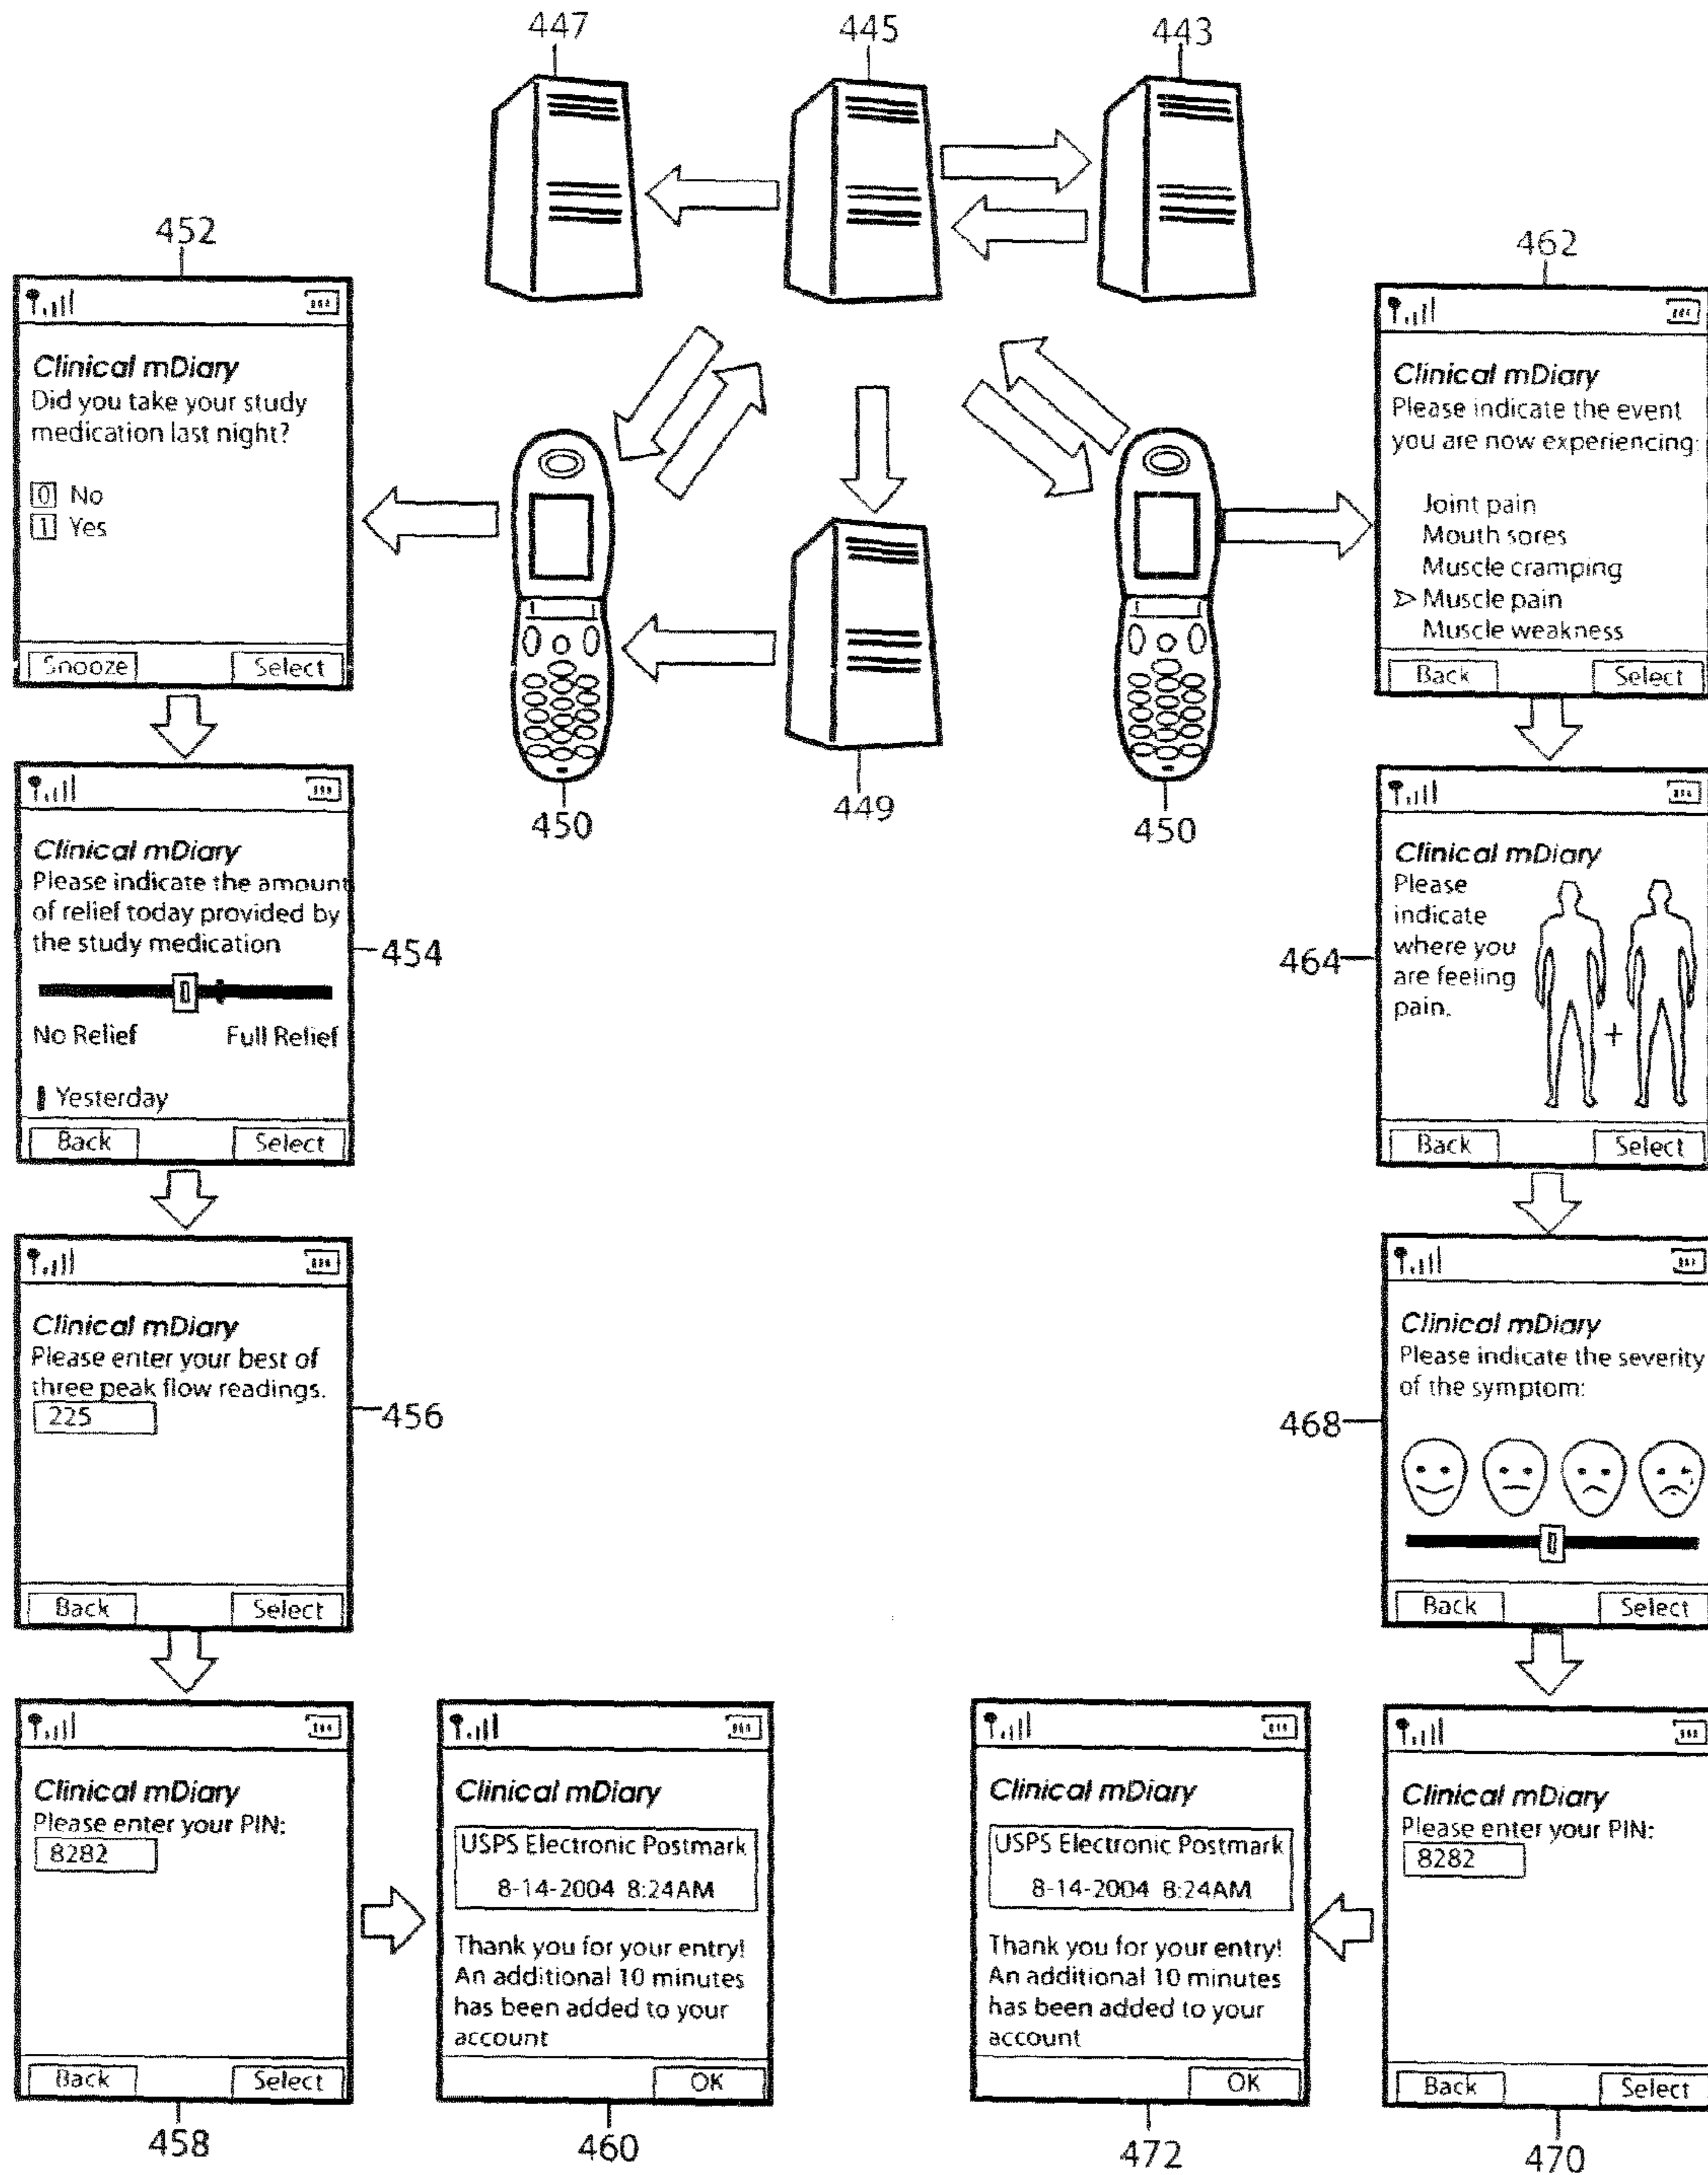 447
445
443
452
Clinical mDiary
Did you take your study
medication last night?
0 No
1 Yes
Snooze
Select
462
Clinical mDiary
Please indicate the event
you are now experiencing:
Joint pain
Mouth sores
Muscle cramping
Muscle pain
Muscle weakness
Back
Select
450
449
450
Clinical mDiary
Please indicate the amount
of relief today provided by
the study medication
No Relief
Full Relief
Yesterday
Back
Select
454
464
Clinical mDiary
Please
indicate
where you
are feeling
pain.
+
Back
Select
Clinical mDiary
Please enter your best of
three peak flow readings.
225
Back
Select
456
468
Clinical mDiary
Please indicate the severity
of the symptom:
Back
Select
Clinical mDiary
Please enter your PIN:
8282
Back
Select
458
Clinical mDiary
USPS Electronic Postmark
8-14-2004 8:24AM
Thank you for your entry!
An additional 10 minutes
has been added to your
account
OK
460
Clinical mDiary
USPS Electronic Postmark
8-14-2004 8:24AM
Thank you for your entry!
An additional 10 minutes
has been added to your
account
OK
472
Clinical mDiary
Please enter your PIN:
8282
Back
Select
470